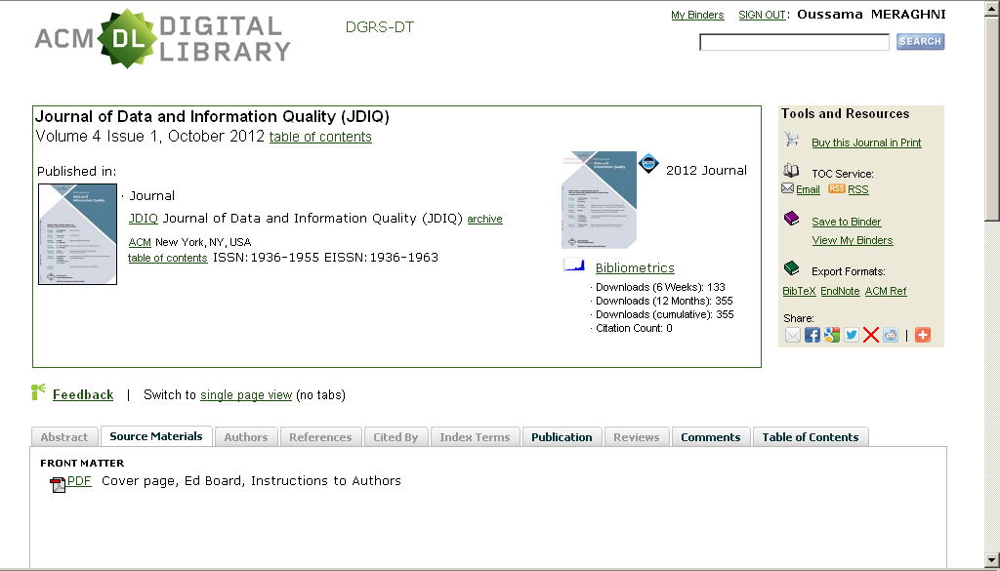 ACM DL DIGITAL LIBRARY
DGRS-DT
My Binders SIGN OUT: Oussama MERAGHNI
SEARCH
Journal of Data and Information Quality (JDIQ)
Volume 4 Issue 1, October 2012 table of contents
Published in:
· Journal
JDIQ Journal of Data and Information Quality (JDIQ) archive
ACM New York, NY, USA
table of contents ISSN:1936-1955 EISSN:1936-1963
2012 Journal
Bibliometrics
· Downloads (6 Weeks): 133
· Downloads (12 Months): 355
· Downloads (cumulative): 355
· Citation Count: 0
Tools and Resources
Buy this Journal in Print
TOC Service:
Email RSS RSS
Save to Binder
View My Binders
Export Formats:
BibTeX EndNote ACM Ref
Share:
|
Feedback | Switch to single page view (no tabs)
Abstract Source Materials Authors References Cited By Index Terms Publication Reviews Comments Table of Contents
FRONT MATTER
PDF Cover page, Ed Board, Instructions to Authors